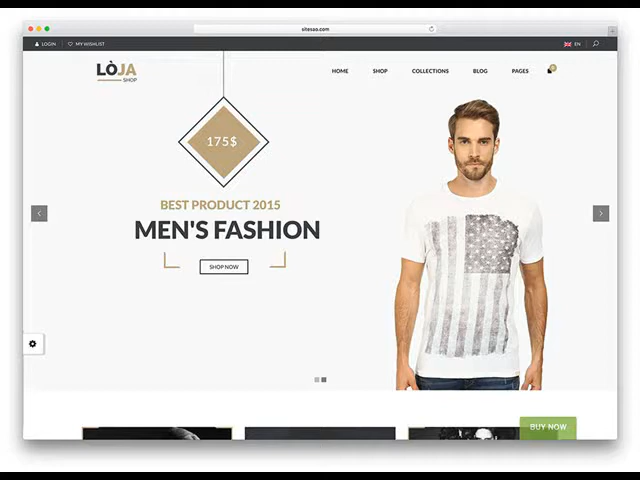 sitesao.com
LOGIN
MY WISHLIST
EN
LÒJA
SHOP
HOME
SHOP
COLLECTIONS
BLOG
PAGES
175$
BEST PRODUCT 2015
MEN'S FASHION
SHOP NOW
BUY NOW